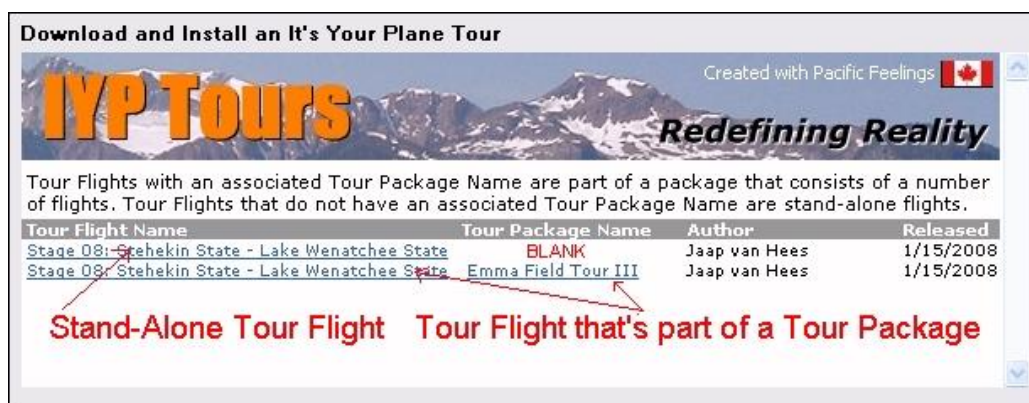 Download and Install an It's Your Plane Tour
IYP Tours
Created with Pacific Feelings
Redefining Reality
Tour Flights with an associated Tour Package Name are part of a package that consists of a number
of flights. Tour Flights that do not have an associated Tour Package Name are stand-alone flights.
Tour Flight Name Tour Package Name Author Released
Stage 08: Stehekin State - Lake Wenatchee State BLANK Jaap van Hees 1/15/2008
Stage 08: Stehekin State - Lake Wenatchee State Emma Field Tour III Jaap van Hees 1/15/2008
Stand-Alone Tour Flight Tour Flight that's part of a Tour Package